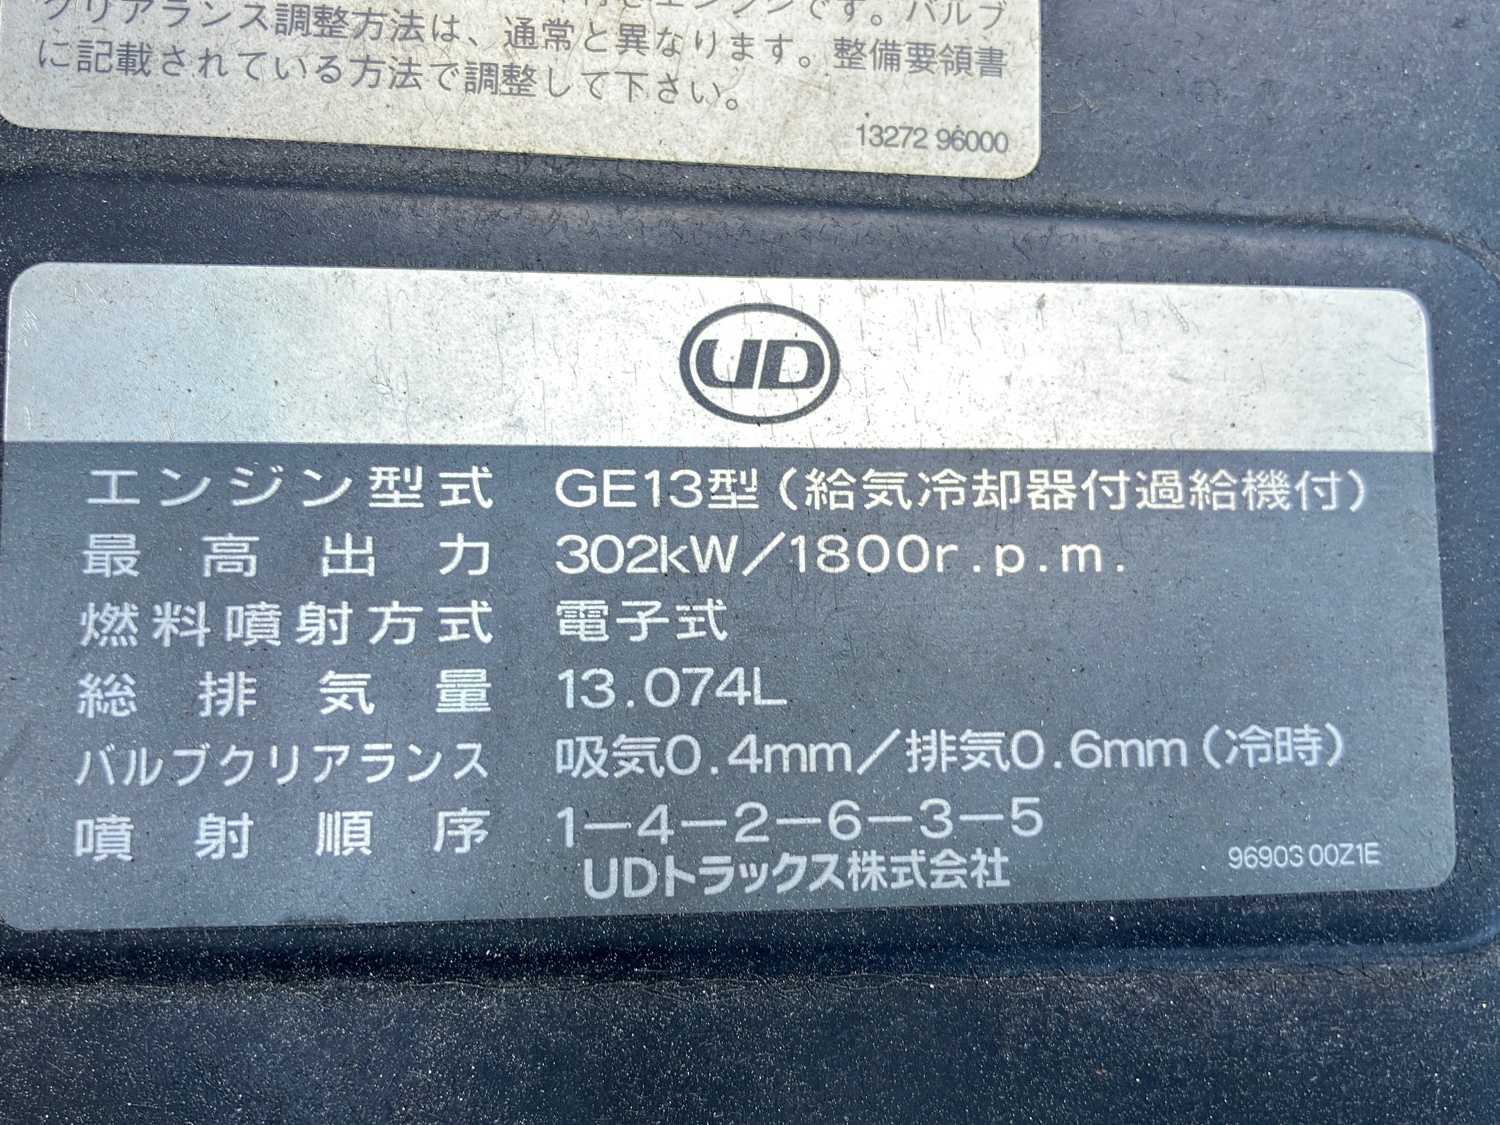 エンジンです。バルブ
クリアランス調整方法は、通常と異なります。整備要領書
に記載されている方法で調整して下さい。
13272 96000
UD
エンジン型式 GE13型(給気冷却器付過給機付)
最高出力 302kW/1800r.p.m.
燃料噴射方式 電子式
総排気量 13.074L
バルブクリアランス 吸気0.4mm/排気0.6mm(冷時)
噴射順序 1-4-2-6-3-5
UDトラックス株式会社
96903 00Z1E